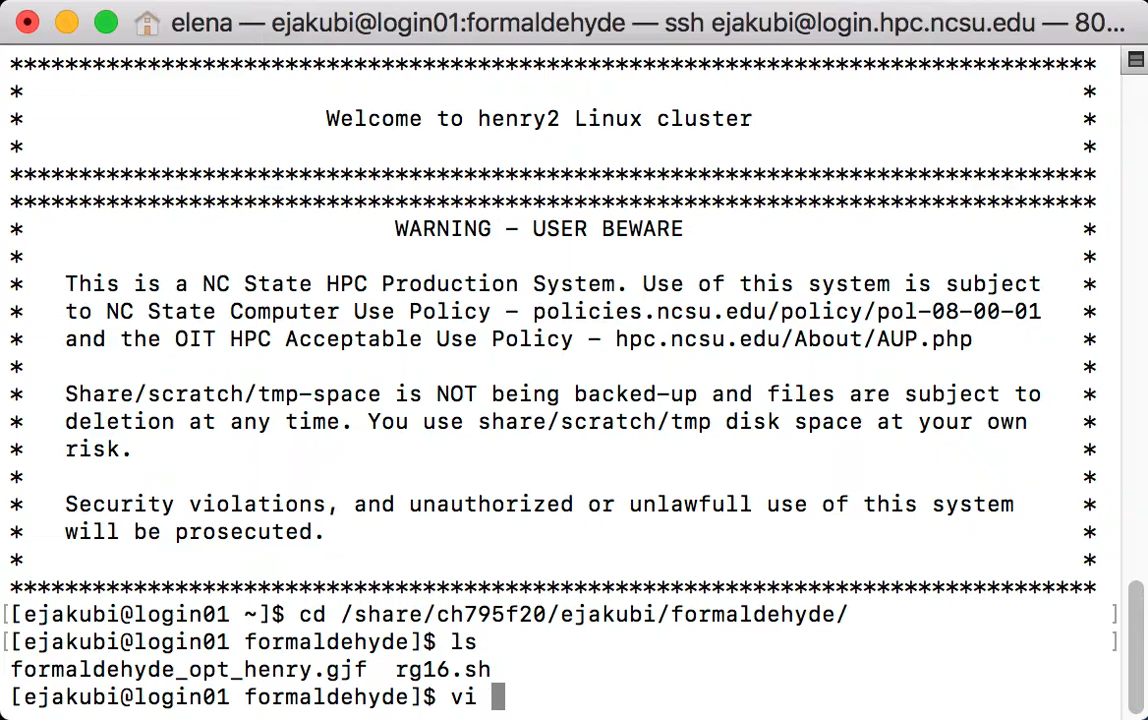 elena — ejakubi@login01:formaldehyde — ssh ejakubi@login.hpc.ncsu.edu — 80...
*******************************************************************************
* *
* Welcome to henry2 Linux cluster *
* *
*******************************************************************************
*******************************************************************************
* WARNING - USER BEWARE *
* *
* This is a NC State HPC Production System. Use of this system is subject *
* to NC State Computer Use Policy - policies.ncsu.edu/policy/pol-08-00-01 *
* and the OIT HPC Acceptable Use Policy - hpc.ncsu.edu/About/AUP.php *
* *
* Share/scratch/tmp-space is NOT being backed-up and files are subject to *
* deletion at any time. You use share/scratch/tmp disk space at your own *
* risk. *
* *
* Security violations, and unauthorized or unlawfull use of this system *
* will be prosecuted. *
* *
*******************************************************************************
[[ejakubi@login01 ~]$ cd /share/ch795f20/ejakubi/formaldehyde/ ]
[[ejakubi@login01 formaldehyde]$ ls ]
formaldehyde_opt_henry.gjf rg16.sh
[ejakubi@login01 formaldehyde]$ vi